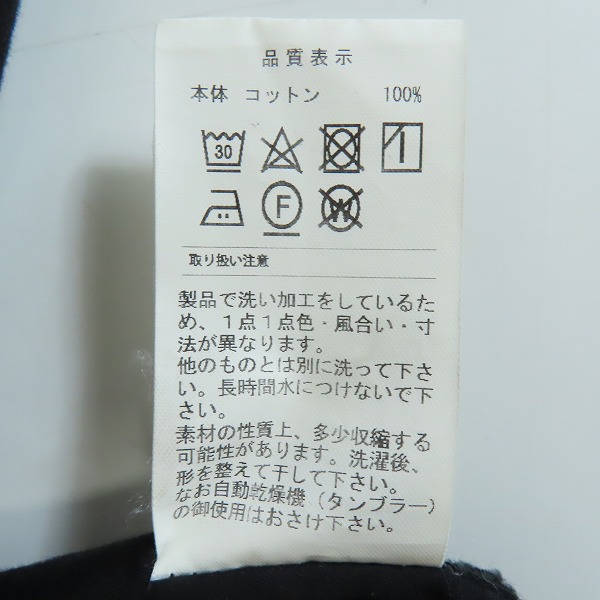 品質表示
本体 コットン 100%
30
F
W
取り扱い注意
製品で洗い加工をしているた
め、１点１点色・風合い・寸
法が異なります。
他のものとは別に洗って下さ
い。長時間水につけないで下
さい。
素材の性質上、多少収縮する
可能性があります。洗濯後、
形を整えて干して下さい。
なお自動乾燥機（タンブラー）
の御使用はおさけ下さい。